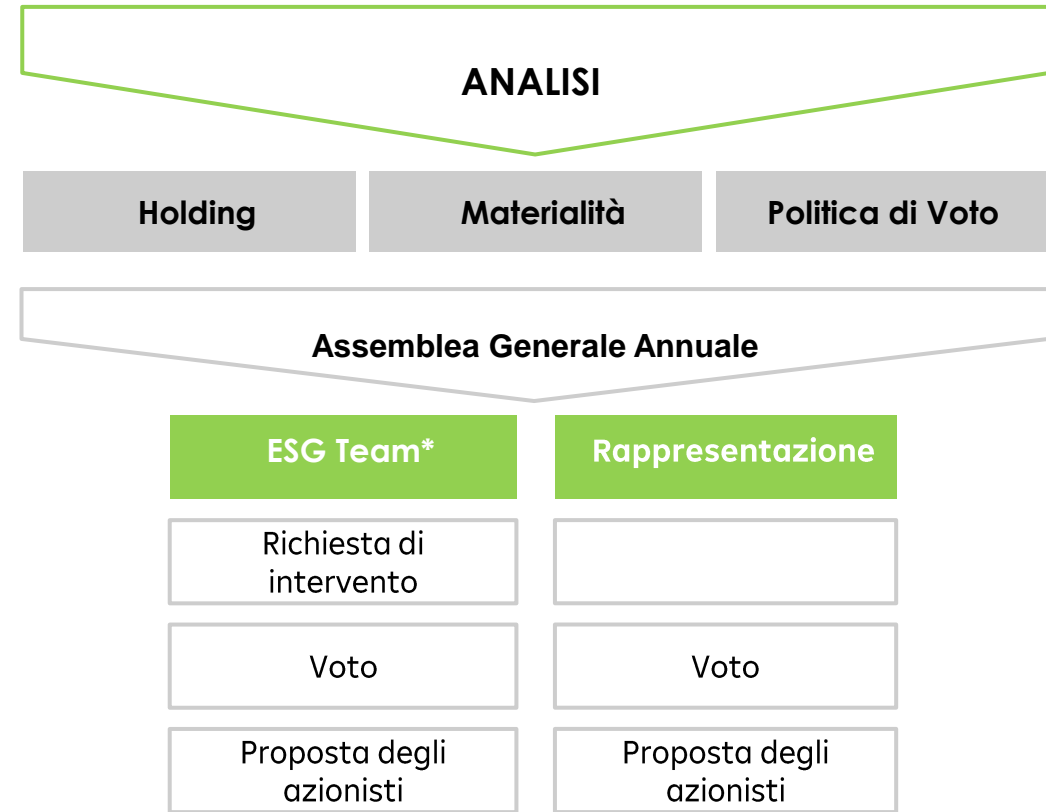 ANALISI
Holding
Materialità
Politica di Voto
Assemblea Generale Annuale
ESG Team*
Rappresentazione
Richiesta di
intervento
Voto
Voto
Proposta degli
azionisti
Proposta degli
azionisti